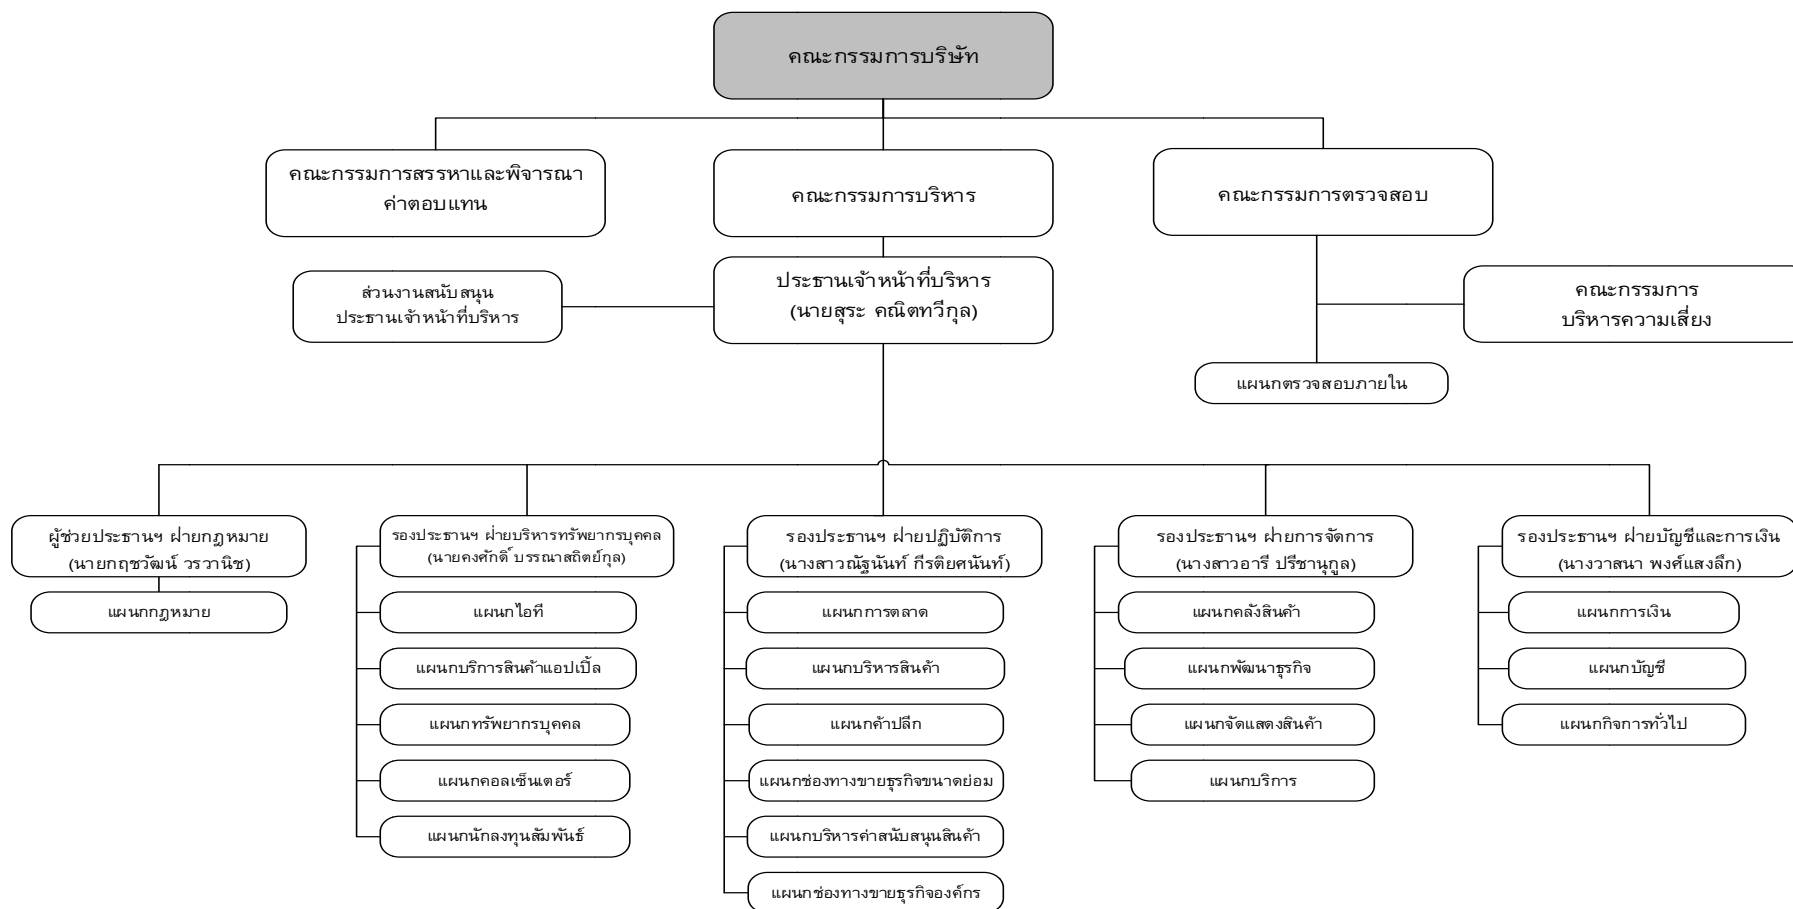 คณะกรรมการบริษัท
คณะกรรมการสรรหาและพิจารณา
ค่าตอบแทน
คณะกรรมการบริหาร
คณะกรรมการตรวจสอบ
ส่วนงานสนับสนุน
ประธานเจ้าหน้าที่บริหาร
ประธานเจ้าหน้าที่บริหาร
(นายสุระ คณิตทวีกุล)
คณะกรรมการ
บริหารความเสี่ยง
แผนกตรวจสอบภายใน
ผู้ช่วยประธานฯ ฝ่ายกฎหมาย
(นายกฤชวัฒน์ วรวานิช)
แผนกกฎหมาย
รองประธานฯ ฝ่ายบริหารทรัพยากรบุคคล
(นายคงศักดิ์ บรรณาสถิตย์กุล)
แผนกไอที
แผนกบริการสินค้าแอปเปิ้ล
แผนกทรัพยากรบุคคล
แผนกคอลเซ็นเตอร์
แผนกนักลงทุนสัมพันธ์
รองประธานฯ ฝ่ายปฏิบัติการ
(นางสาวณัฐนันท์ กีรติยศนันท์)
แผนกการตลาด
แผนกบริหารสินค้า
แผนกค้าปลีก
แผนกช่องทางขายธุรกิจขนาดย่อม
แผนกบริหารค่าสนับสนุนสินค้า
แผนกช่องทางขายธุรกิจองค์กร
รองประธานฯ ฝ่ายการจัดการ
(นางสาวอารี ปรีชานุกูล)
แผนกคลังสินค้า
แผนกพัฒนาธุรกิจ
แผนกจัดแสดงสินค้า
แผนกบริการ
รองประธานฯ ฝ่ายบัญชีและการเงิน
(นางวาสนา พงศ์แสงลึก)
แผนกการเงิน
แผนกบัญชี
แผนกกิจการทั่วไป